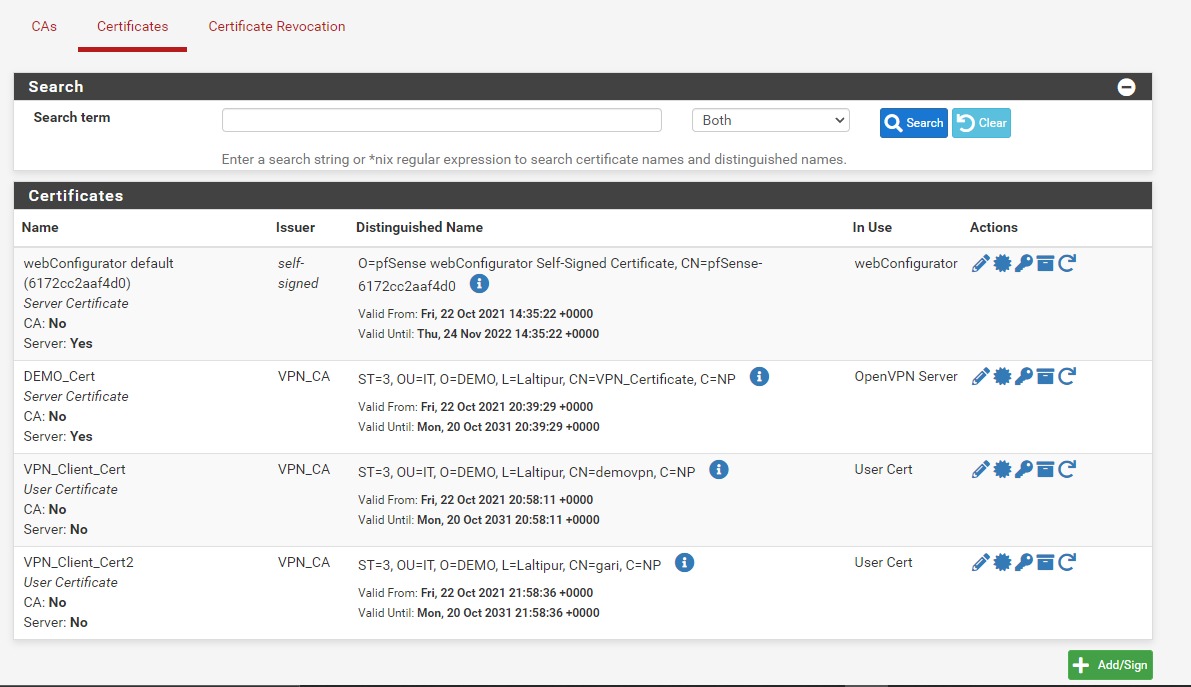 CAs Certificates Certificate Revocation
Search
Search term Both Search Clear
Enter a search string or *nix regular expression to search certificate names and distinguished names.
Certificates
Name Issuer Distinguished Name In Use Actions
webConfigurator default self- O=pfSense webConfigurator Self-Signed Certificate, CN=pfSense- webConfigurator
(6172cc2aaf4d0) signed 6172cc2aaf4d0
Server Certificate
Valid From: Fri, 22 Oct 2021 14:35:22 +0000
CA: No
Valid Until: Thu, 24 Nov 2022 14:35:22 +0000
Server: Yes
DEMO_Cert VPN_CA ST=3, OU=IT, O=DEMO, L=Laltipur, CN=VPN_Certificate, C=NP OpenVPN Server
Server Certificate
Valid From: Fri, 22 Oct 2021 20:39:29 +0000
CA: No
Valid Until: Mon, 20 Oct 2031 20:39:29 +0000
Server: Yes
VPN_Client_Cert VPN_CA ST=3, OU=IT, O=DEMO, L=Laltipur, CN=demovpn, C=NP User Cert
User Certificate
Valid From: Fri, 22 Oct 2021 20:58:11 +0000
CA: No
Valid Until: Mon, 20 Oct 2031 20:58:11 +0000
Server: No
VPN_Client_Cert2 VPN_CA ST=3, OU=IT, O=DEMO, L=Laltipur, CN=gari, C=NP User Cert
User Certificate
Valid From: Fri, 22 Oct 2021 21:58:36 +0000
CA: No
Valid Until: Mon, 20 Oct 2031 21:58:36 +0000
Server: No
Add/Sign